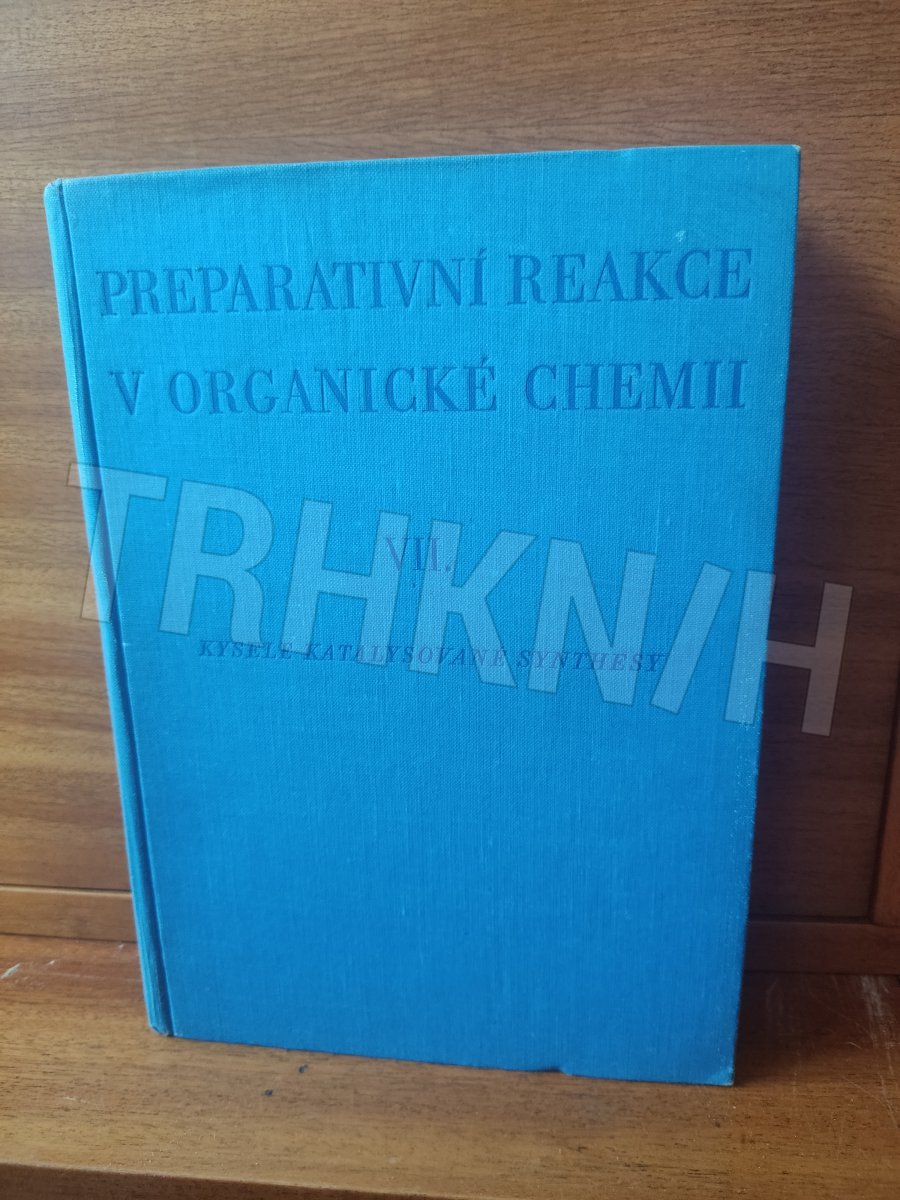 PREPARATIVNÍ REAKCE
V ORGANICKÉ CHEMII
VII.
KYSELE KATALYSOVANÉ SYNTHESY
TRHKNIH